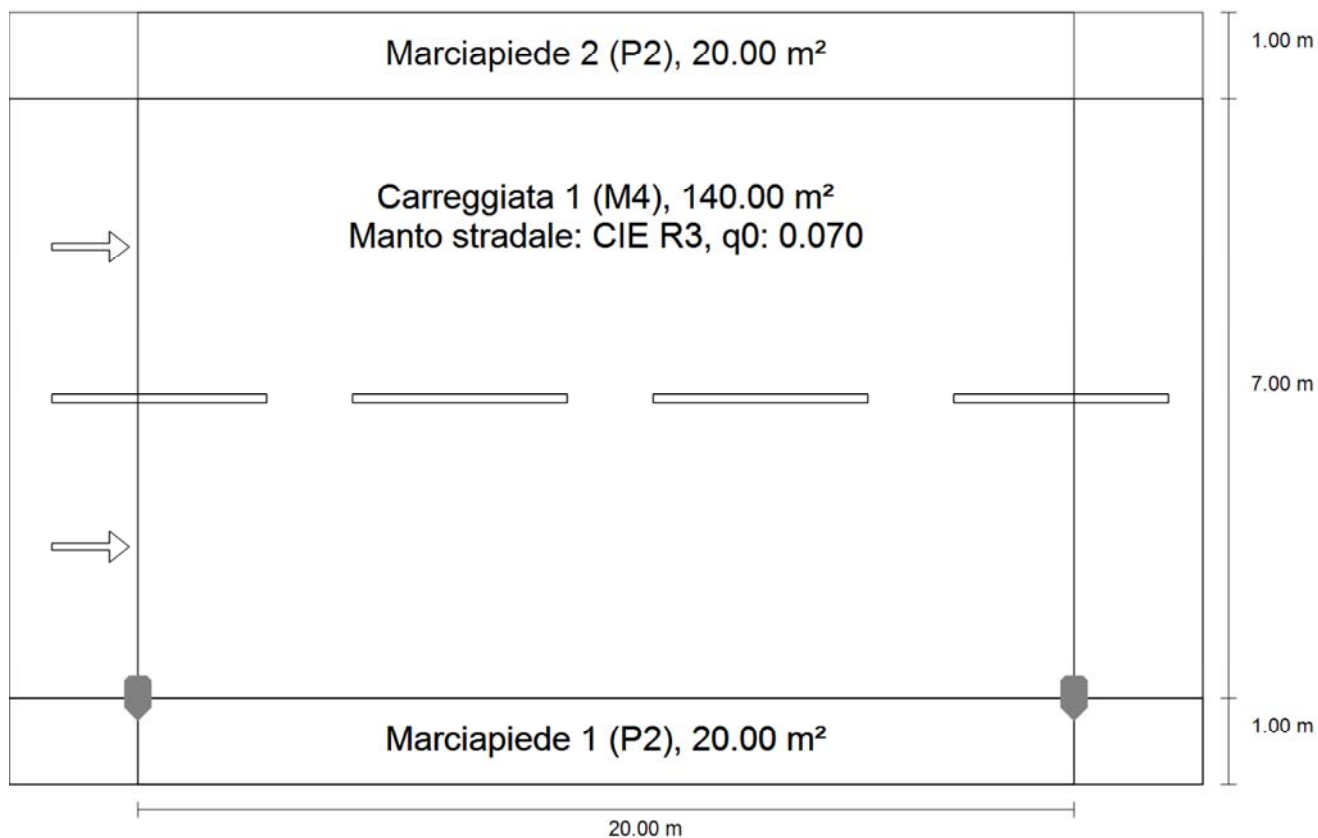 Marciapiede 2 (P2), 20.00 m²
1.00 m
Carreggiata 1 (M4), 140.00 m²
Manto stradale: CIE R3, q0: 0.070
7.00 m
Marciapiede 1 (P2), 20.00 m²
1.00 m
20.00 m